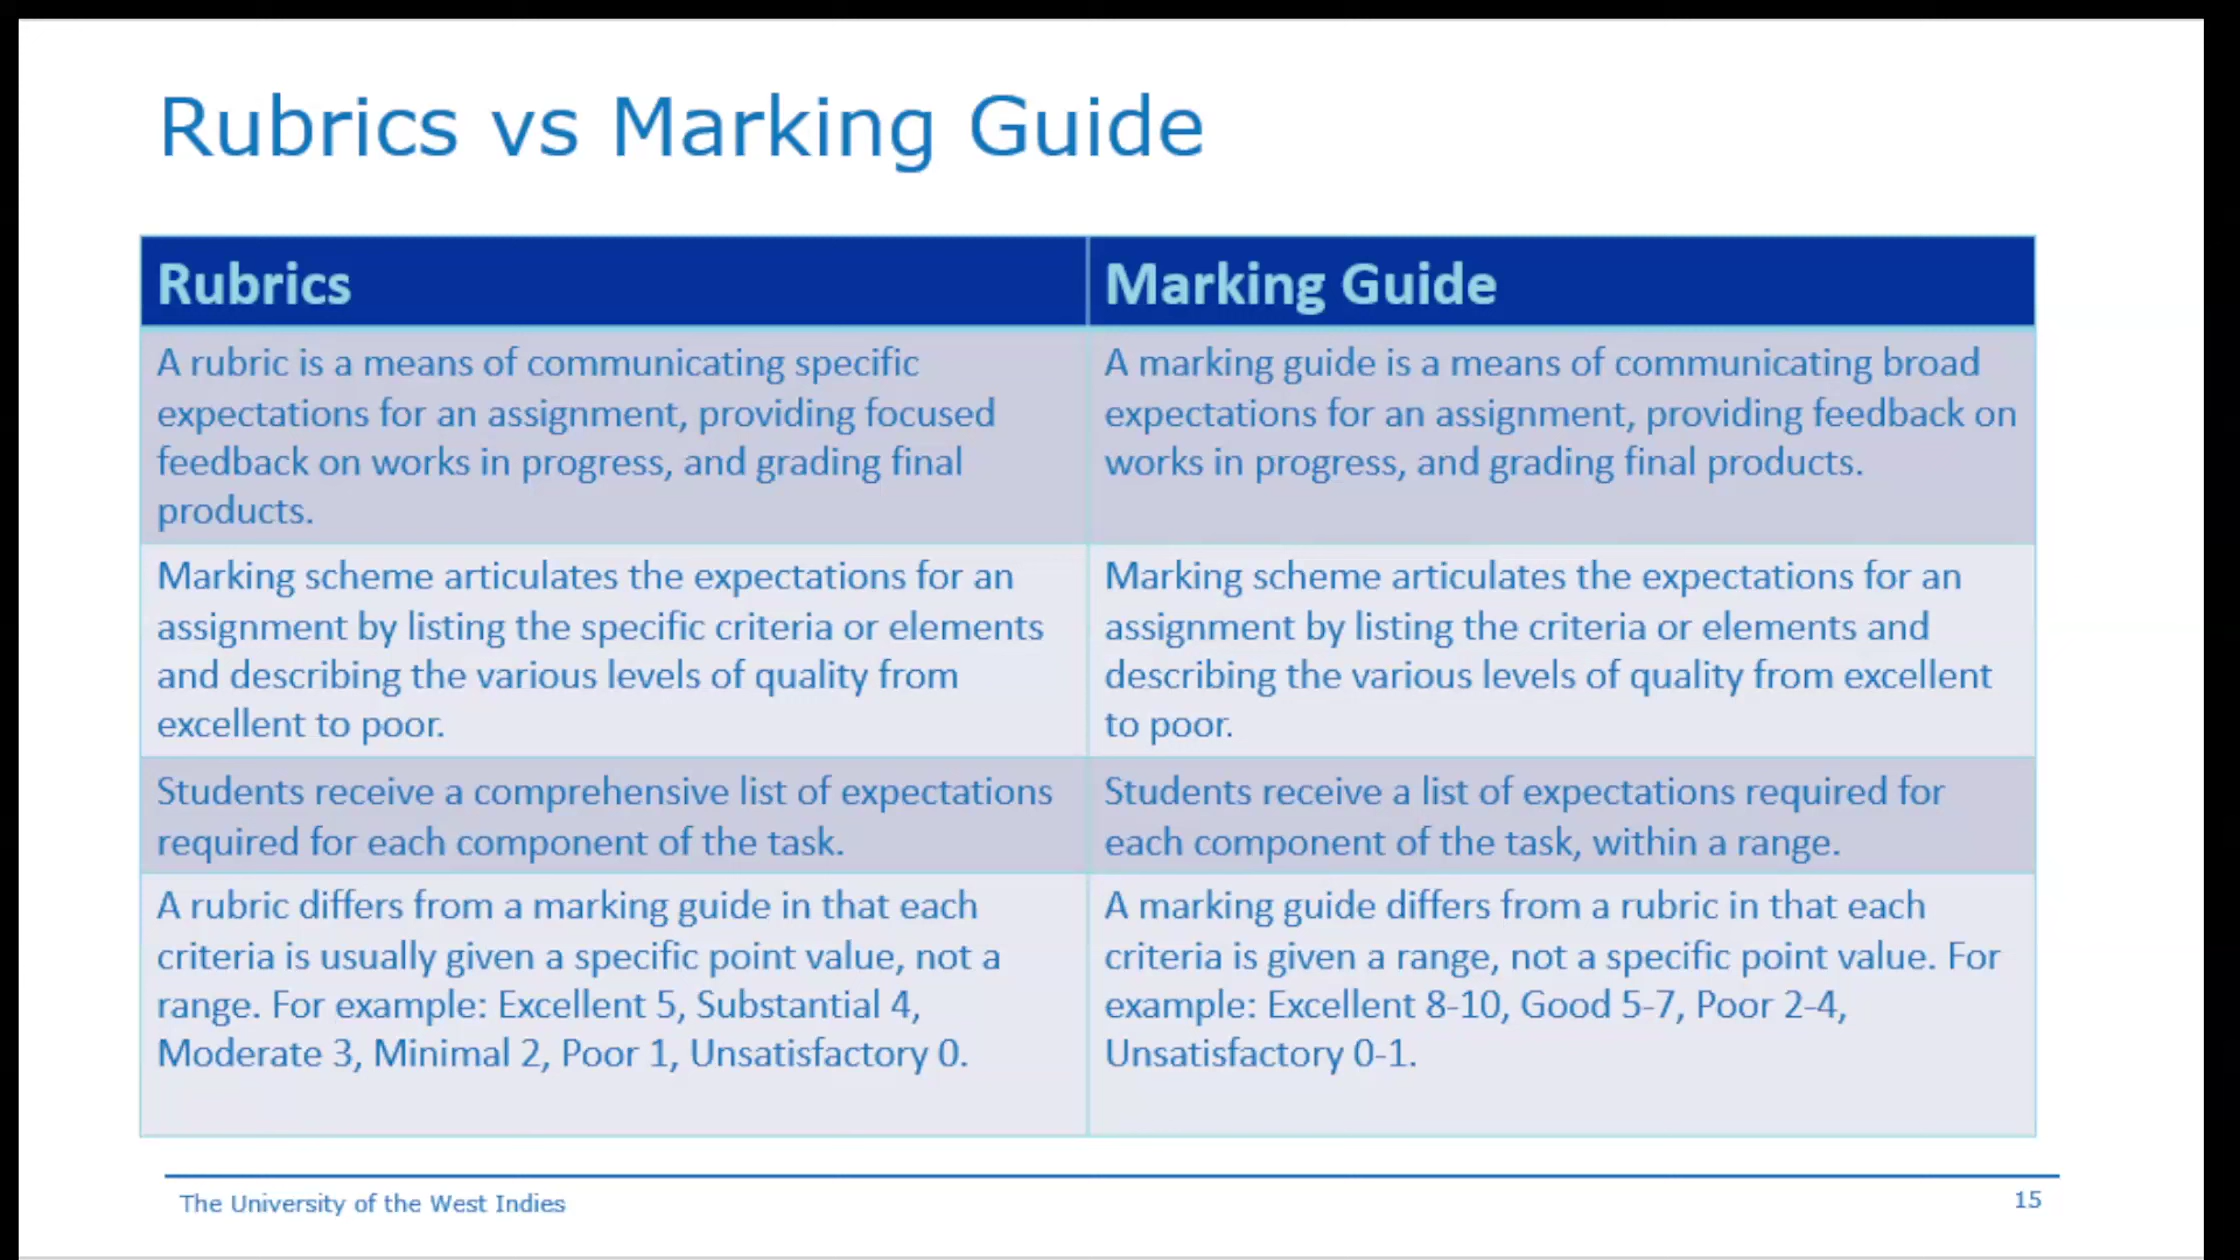 Rubrics vs Marking Guide
Rubrics
Marking Guide
A rubric is a means of communicating specific
expectations for an assignment, providing focused
feedback on works in progress, and grading final
products.
A marking guide is a means of communicating broad
expectations for an assignment, providing feedback on
works in progress, and grading final products.
Marking scheme articulates the expectations for an
assignment by listing the specific criteria or elements
and describing the various levels of quality from
excellent to poor.
Marking scheme articulates the expectations for an
assignment by listing the criteria or elements and
describing the various levels of quality from excellent
to poor.
Students receive a comprehensive list of expectations
required for each component of the task.
Students receive a list of expectations required for
each component of the task, within a range.
A rubric differs from a marking guide in that each
criteria is usually given a specific point value, not a
range. For example: Excellent 5, Substantial 4,
Moderate 3, Minimal 2, Poor 1, Unsatisfactory 0.
A marking guide differs from a rubric in that each
criteria is given a range, not a specific point value. For
example: Excellent 8-10, Good 5-7, Poor 2-4,
Unsatisfactory 0-1.
The University of the West Indies
15